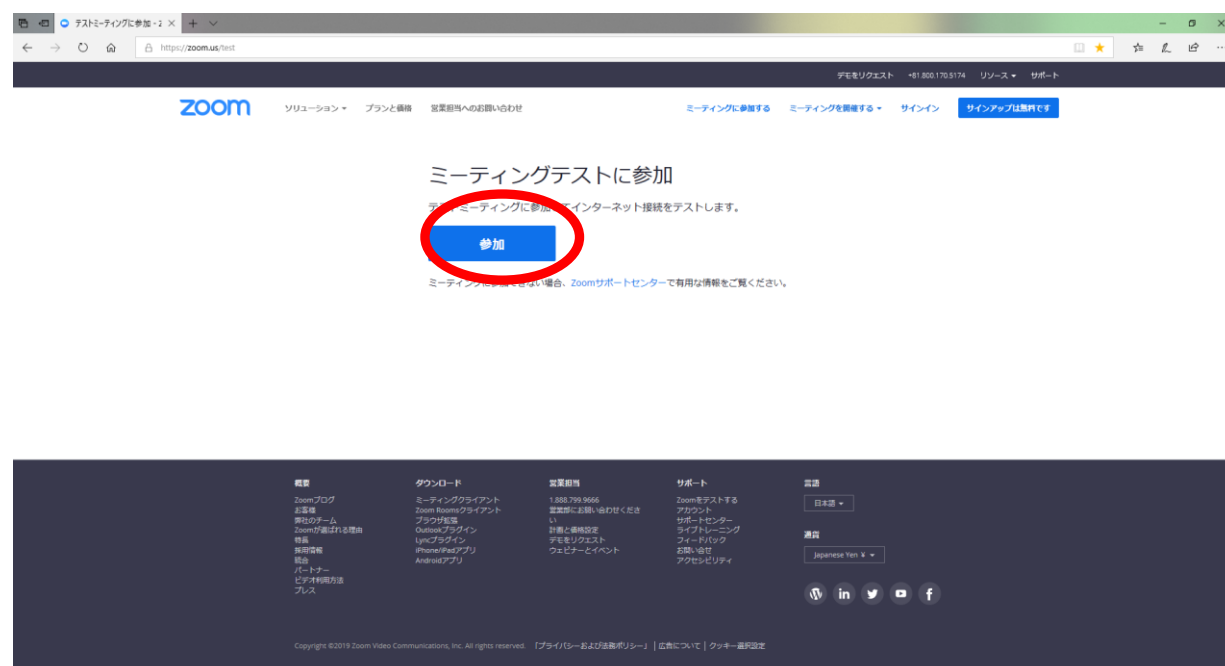 テストミーティングに参加 - Z
https://zoom.us/test
デモをリクエスト +81.800.170.5174 リソース サポート
zoom ソリューション プランと価格 営業担当へのお問い合わせ ミーティングに参加する ミーティングを開催する サインイン サインアップは無料です
ミーティングテストに参加
テストミーティングに参加してインターネット接続をテストします。
参加
ミーティングに参加できない場合、Zoomサポートセンターで有用な情報をご覧ください。
概要
Zoomブログ
お客様
弊社のチーム
Zoomが選ばれる理由
特長
採用情報
統合
パートナー
ビデオ利用方法
プレス
ダウンロード
ミーティングクライアント
Zoom Roomsクライアント
ブラウザ拡張
Outlookプラグイン
Lyncプラグイン
iPhone/iPadアプリ
Androidアプリ
営業担当
1.888.799.9666
営業部にお問い合わせくださ
い
計画と価格設定
デモをリクエスト
ウェビナーとイベント
サポート
Zoomをテストする
アカウント
サポートセンター
ライブトレーニング
フィードバック
お問い合せ
アクセシビリティ
言語
日本語
通貨
Japanese Yen ¥
in
f
Copyright ©2019 Zoom Video Communications, Inc. All rights reserved. 「プライバシーおよび法務ポリシー」 | 広告について | クッキー選択設定